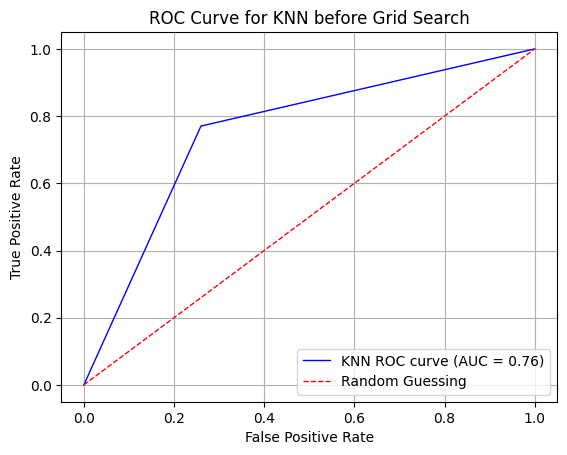 ROC Curve for KNN before Grid Search
True Positive Rate
1.0
0.8
0.6
0.4
0.2
0.0
KNN ROC curve (AUC = 0.76)
Random Guessing
0.0 0.2 0.4 0.6 0.8 1.0
False Positive Rate